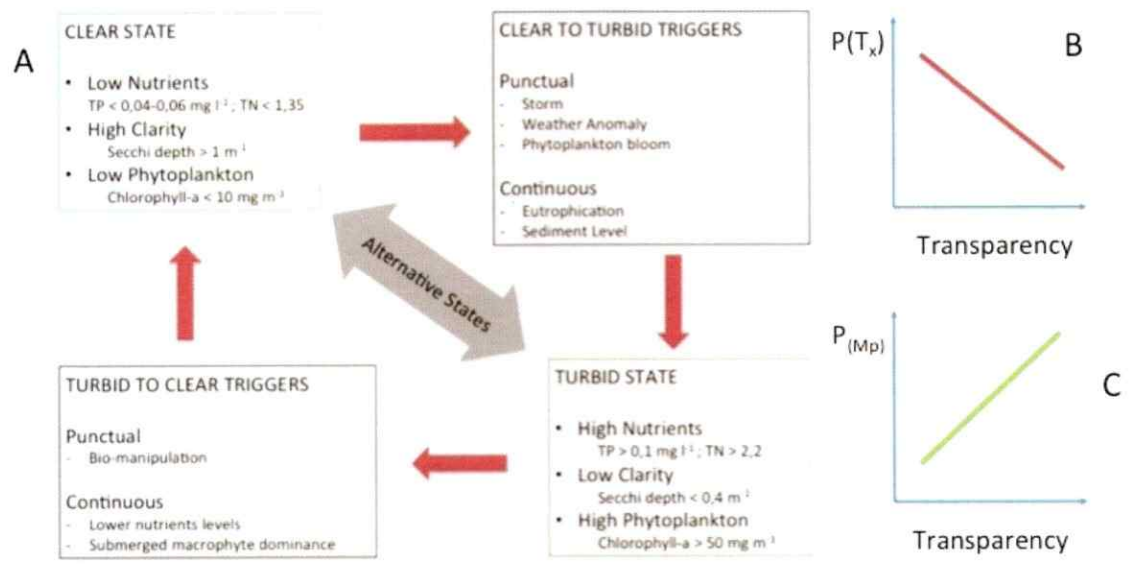 A
CLEAR STATE
• Low Nutrients
TP < 0,04-0,06 mg l⁻¹ ; TN < 1,35
• High Clarity
Secchi depth > 1 m⁻¹
• Low Phytoplankton
Chlorophyll-a < 10 mg m⁻³
CLEAR TO TURBID TRIGGERS
Punctual
- Storm
- Weather Anomaly
- Phytoplankton bloom
Continuous
- Eutrophication
- Sediment Level
Alternative States
TURBID TO CLEAR TRIGGERS
Punctual
- Bio-manipulation
Continuous
- Lower nutrients levels
- Submerged macrophyte dominance
TURBID STATE
• High Nutrients
TP > 0,1 mg l⁻¹ ; TN > 2,2
• Low Clarity
Secchi depth < 0,4 m⁻¹
• High Phytoplankton
Chlorophyll-a > 50 mg m⁻³
P(Tₓ)
B
Transparency
P(Mp)
C
Transparency